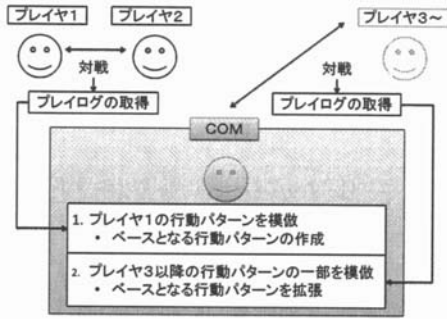 プレイヤ1
プレイヤ2
プレイヤ3～
対戦
対戦
プレイログの取得
プレイログの取得
COM
1. プレイヤ1の行動パターンを模倣
• ベースとなる行動パターンの作成
2. プレイヤ3以降の行動パターンの一部を模倣
• ベースとなる行動パターンを拡張